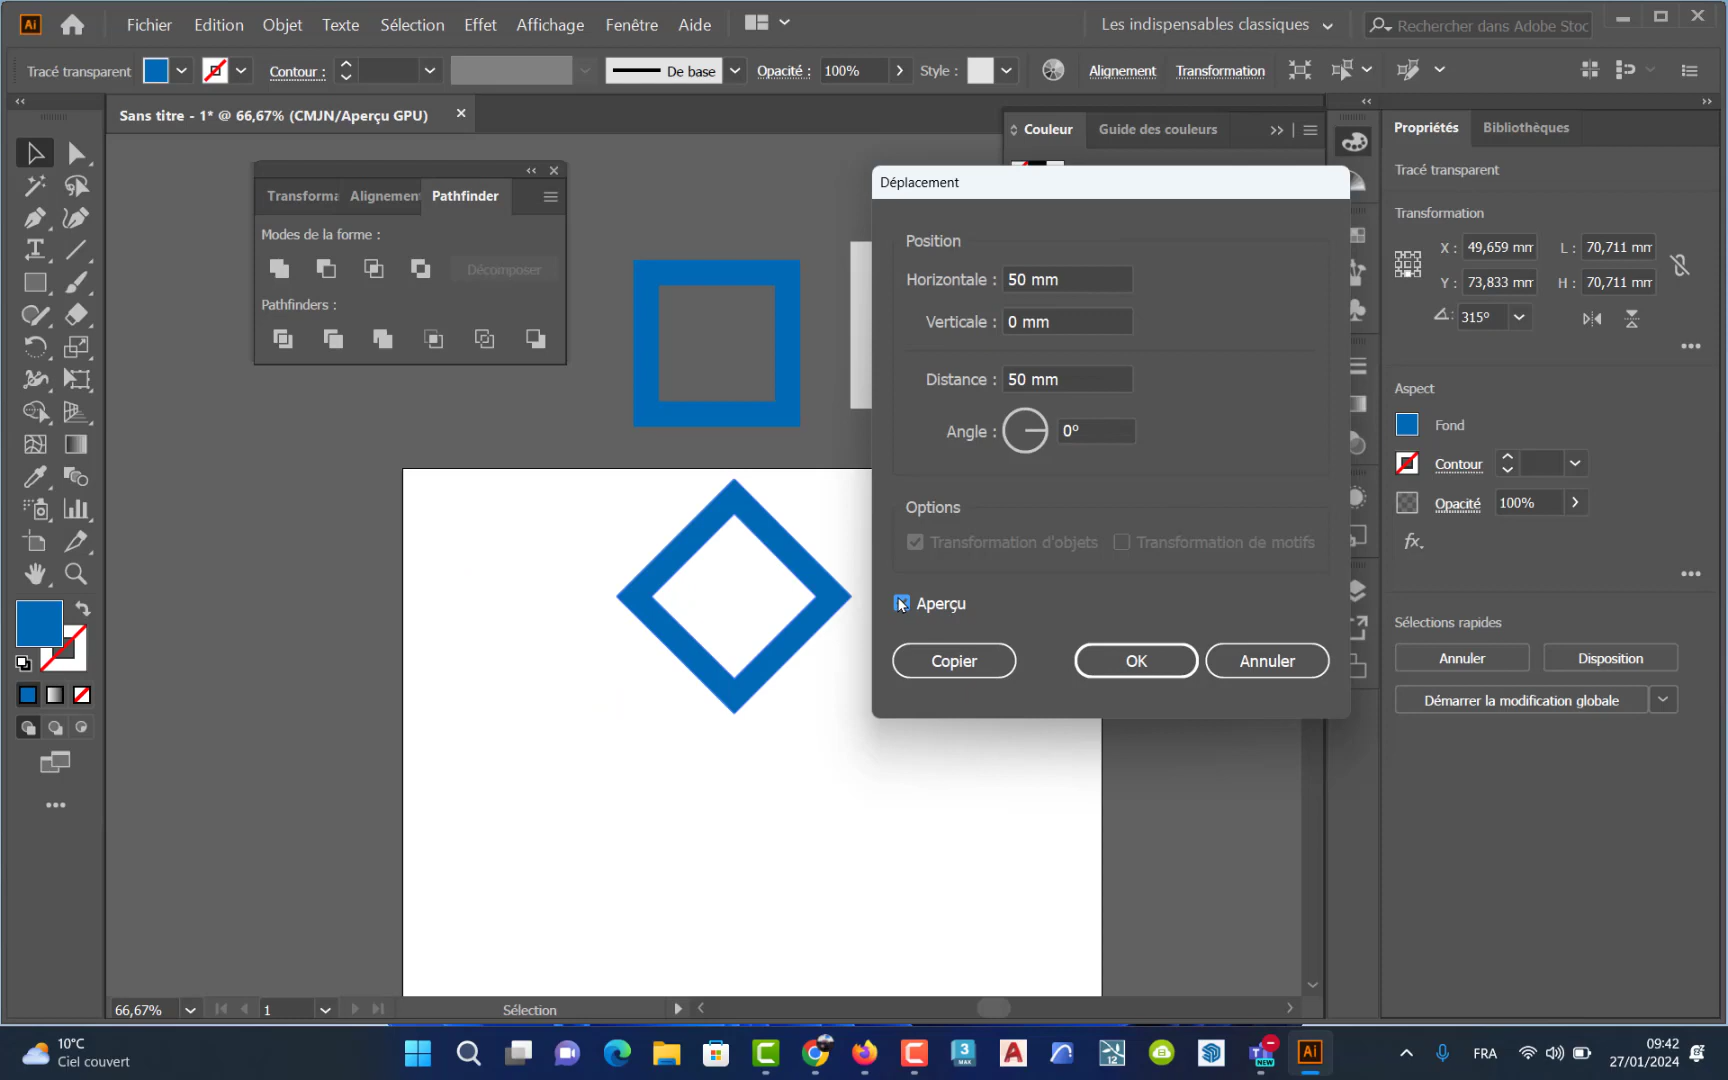 Ai Fichier Edition Objet Texte Sélection Effet Affichage Fenêtre Aide Les indispensables classiques Rechercher dans Adobe Stoc
Tracé transparent Contour : De base Opacité : 100% Style : Alignement Transformation
Sans titre - 1* @ 66,67% (CMJN/Aperçu GPU)
Couleur Guide des couleurs
Propriétés Bibliothèques
Tracé transparent
Transformation
X : 49,659 mm L : 70,711 mm
Y : 73,833 mm H : 70,711 mm
315°
Aspect
Fond
Contour
Opacité 100%
fx.
Sélections rapides
Annuler Disposition
Démarrer la modification globale
Transforma Alignemen Pathfinder
Modes de la forme :
Décomposer
Pathfinders :
Déplacement
Position
Horizontale : 50 mm
Verticale : 0 mm
Distance : 50 mm
Angle : 0°
Options
Transformation d'objets Transformation de motifs
Aperçu
Copier OK Annuler
66,67% 1 Sélection
10°C
Ciel couvert
3
MAX
A
12
NEW
Ai
FRA
09:42
27/01/2024